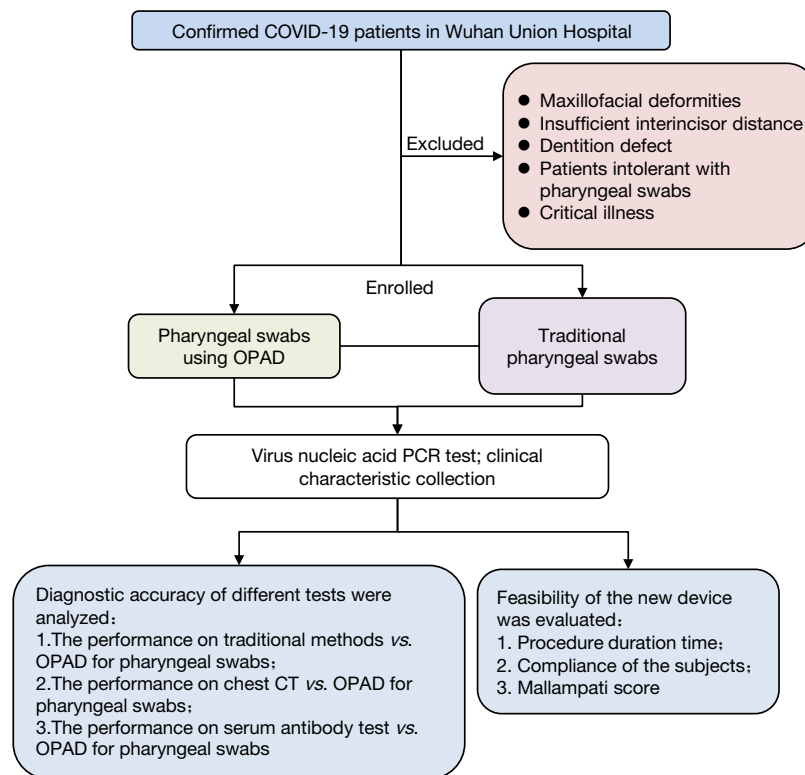 Confirmed COVID-19 patients in Wuhan Union Hospital
Excluded
● Maxillofacial deformities
● Insufficient interincisor distance
● Dentition defect
● Patients intolerant with
pharyngeal swabs
● Critical illness
Enrolled
Pharyngeal swabs
using OPAD
Traditional
pharyngeal swabs
Virus nucleic acid PCR test; clinical
characteristic collection
Diagnostic accuracy of different tests were
analyzed:
1.The performance on traditional methods vs.
OPAD for pharyngeal swabs;
2.The performance on chest CT vs. OPAD for
pharyngeal swabs;
3.The performance on serum antibody test vs.
OPAD for pharyngeal swabs
Feasibility of the new device
was evaluated:
1. Procedure duration time;
2. Compliance of the subjects;
3. Mallampati score